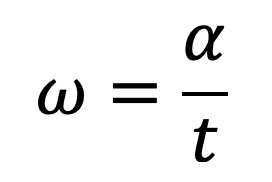 ω = α / t